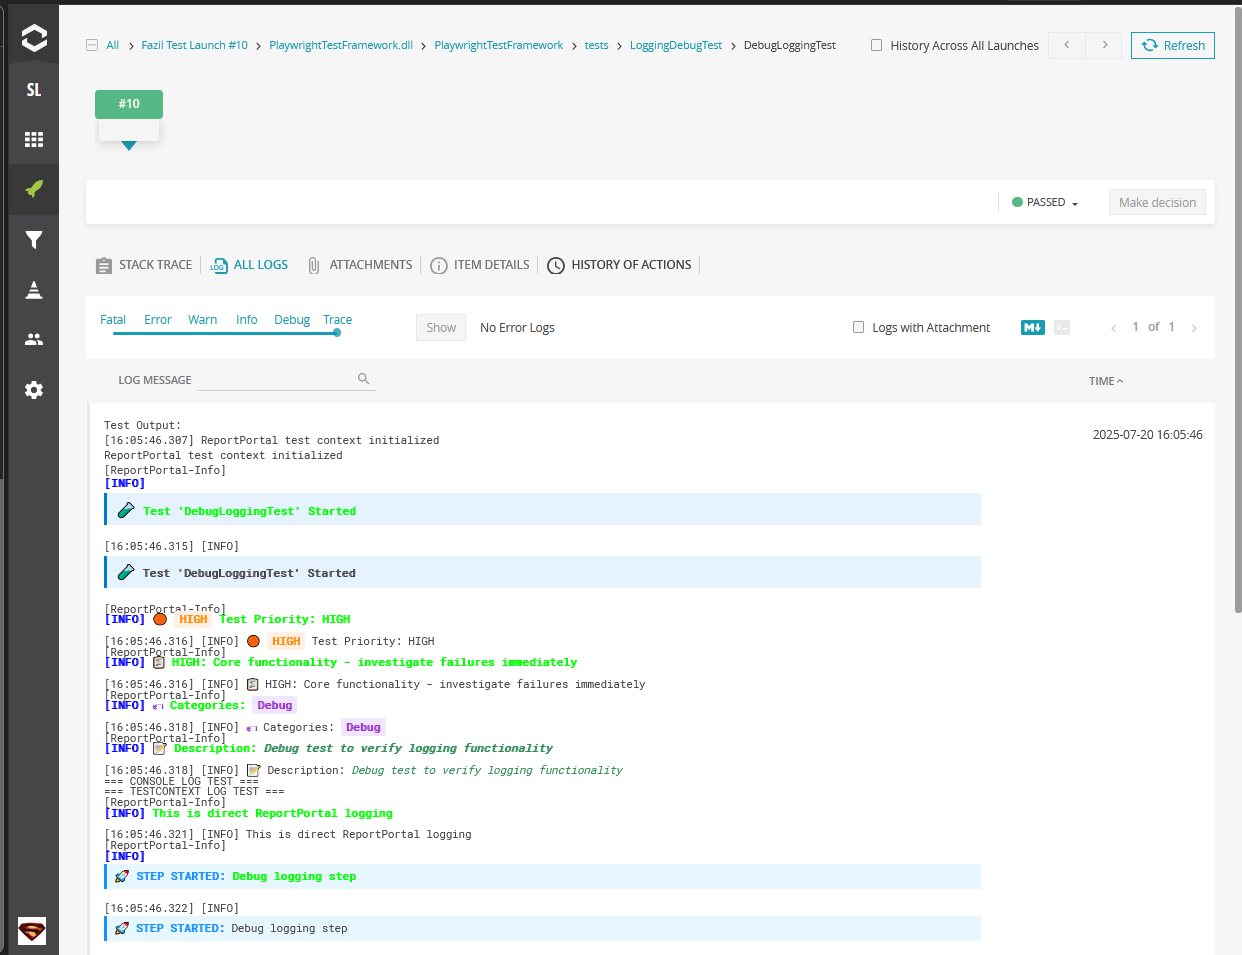 All > Fazil Test Launch #10 > PlaywrightTestFramework.dll > PlaywrightTestFramework > tests > LoggingDebugTest > DebugLoggingTest
History Across All Launches
Refresh
SL
#10
PASSED
Make decision
STACK TRACE
LOG ALL LOGS
ATTACHMENTS
ITEM DETAILS
HISTORY OF ACTIONS
Fatal Error Warn Info Debug Trace
Show
No Error Logs
Logs with Attachment
M
1 of 1
LOG MESSAGE
TIME
Test Output:
2025-07-20 16:05:46
[16:05:46.307] ReportPortal test context initialized
ReportPortal test context initialized
[ReportPortal-Info]
[INFO]
Test 'DebugLoggingTest' Started
[16:05:46.315] [INFO]
Test 'DebugLoggingTest' Started
[ReportPortal-Info]
[INFO] HIGH Test Priority: HIGH
[16:05:46.316] [INFO] HIGH Test Priority: HIGH
[ReportPortal-Info]
[INFO] HIGH: Core functionality - investigate failures immediately
[16:05:46.316] [INFO] HIGH: Core functionality - investigate failures immediately
[ReportPortal-Info]
[INFO] Categories: Debug
[16:05:46.318] [INFO] Categories: Debug
[ReportPortal-Info]
[INFO] Description: Debug test to verify logging functionality
[16:05:46.318] [INFO] Description: Debug test to verify logging functionality
=== CONSOLE LOG TEST ===
=== TESTCONTEXT LOG TEST ===
[ReportPortal-Info]
[INFO] This is direct ReportPortal logging
[16:05:46.321] [INFO] This is direct ReportPortal logging
[ReportPortal-Info]
[INFO]
STEP STARTED: Debug logging step
[16:05:46.322] [INFO]
STEP STARTED: Debug logging step